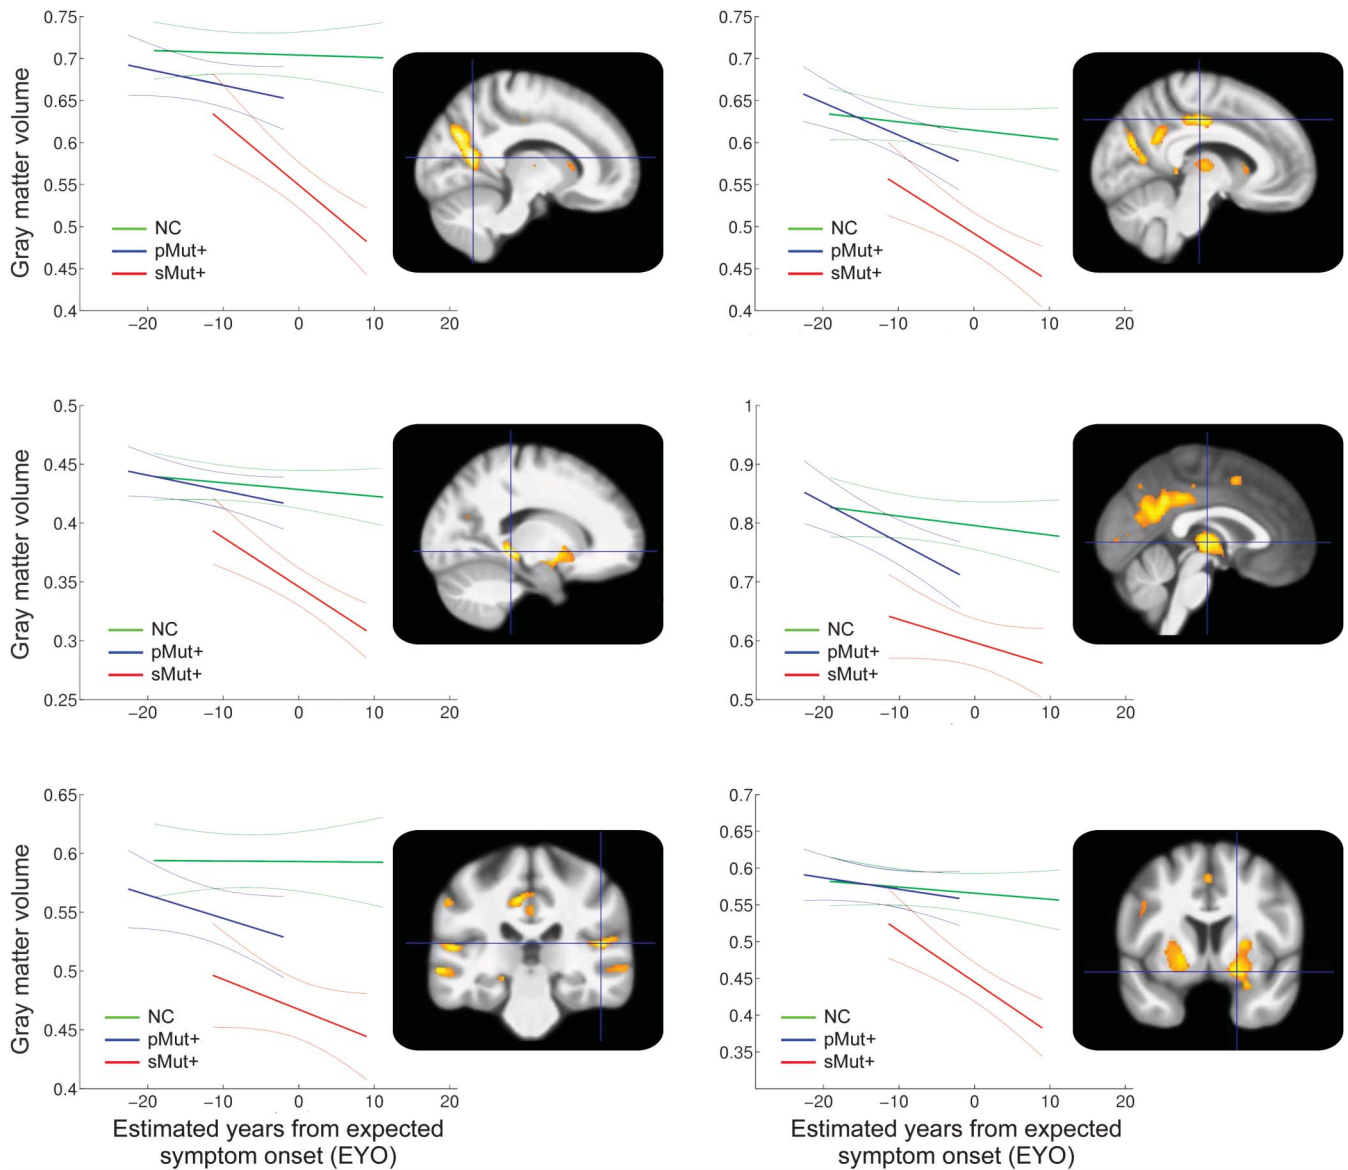 0.75
0.7
0.65
0.6
0.55
0.5
0.45
0.4
Gray matter volume
NC
pMut+
sMut+
−20 −10 0 10 20
0.75
0.7
0.65
0.6
0.55
0.5
0.45
0.4
NC
pMut+
sMut+
−20 −10 0 10 20
0.5
0.45
0.4
0.35
0.3
0.25
Gray matter volume
NC
pMut+
sMut+
−20 −10 0 10 20
1
0.9
0.8
0.7
0.6
0.5
NC
pMut+
sMut+
−20 −10 0 10 20
0.65
0.6
0.55
0.5
0.45
0.4
Gray matter volume
NC
pMut+
sMut+
−20 −10 0 10 20
Estimated years from expected
symptom onset (EYO)
0.7
0.65
0.6
0.55
0.5
0.45
0.4
0.35
NC
pMut+
sMut+
−20 −10 0 10 20
Estimated years from expected
symptom onset (EYO)